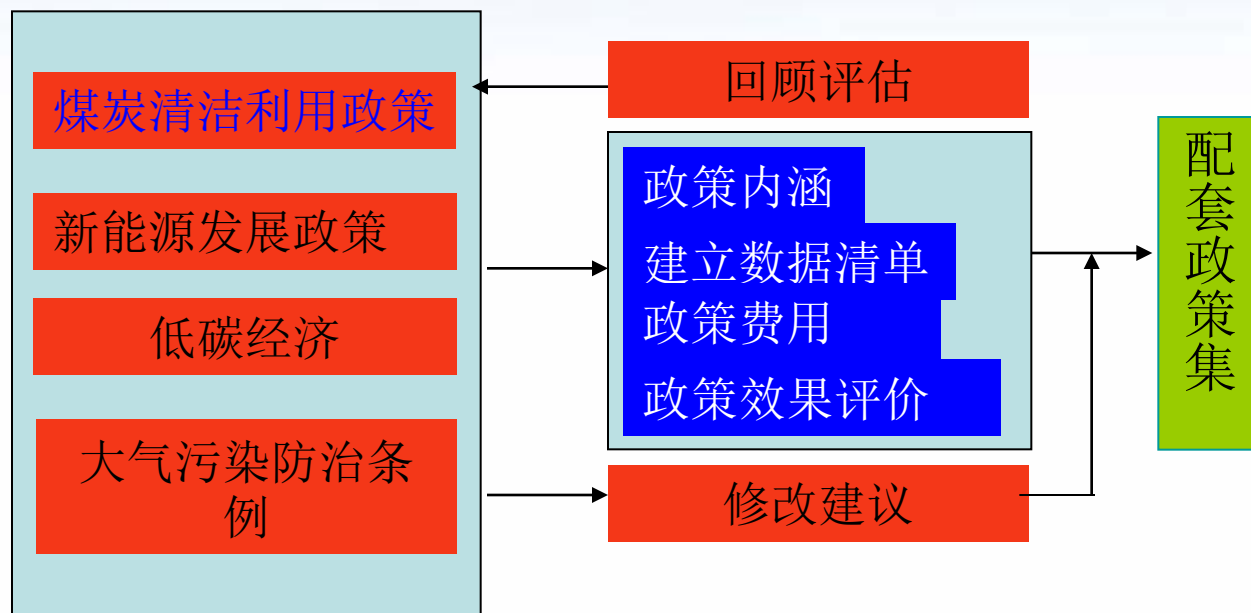 煤炭清洁利用政策
新能源发展政策
低碳经济
大气污染防治条
例
回顾评估
政策内涵
建立数据清单
政策费用
政策效果评价
修改建议
配套政策集